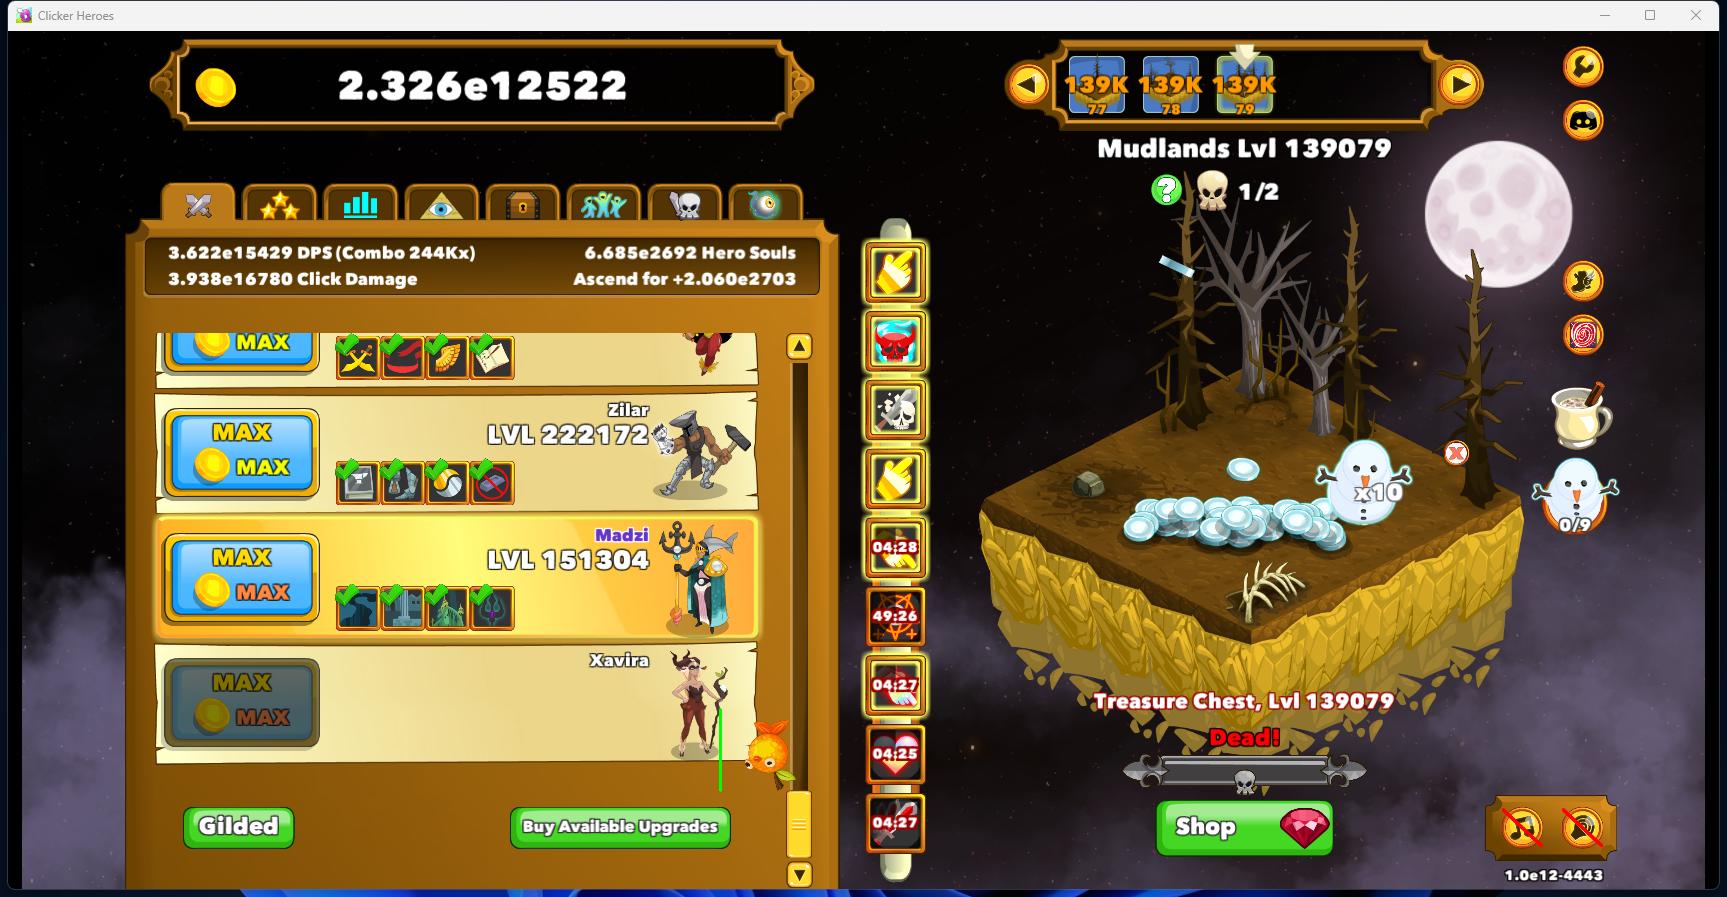 Clicker Heroes
2.326e12522
139K
77
139K
78
139K
79
Mudlands Lvl 139079
1/2
3.622e15429 DPS (Combo 244Kx)
6.685e2692 Hero Souls
3.938e16780 Click Damage
Ascend for +2.060e2703
MAX
Zilar
LVL 222172
MAX
MAX
Madzi
LVL 151304
MAX
MAX
Xavira
MAX
MAX
Gilded
Buy Available Upgrades
04:28
49:26
04:27
04:25
04:27
x10
0/9
Treasure Chest, Lvl 139079
Dead!
Shop
1.0e12-4443